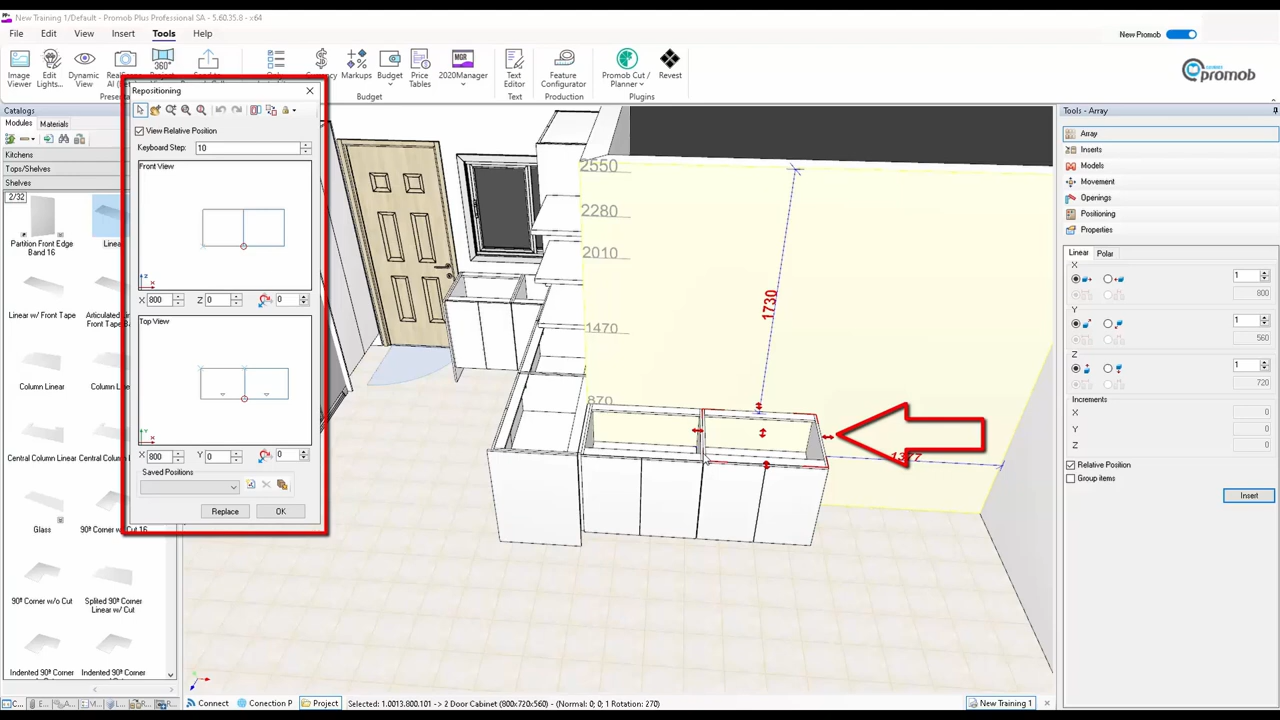 New Training 1/Default - Promob Plus Professional SA - 5.60.35.8 - x64
File Edit View Insert Tools Help
New Promob
Image Viewer
Edit Lights...
Dynamic View
Currency
Markups
Budget
Price Tables
2020Manager
Text Editor
Feature Configurator
Promob Cut / Planner
Revest
Budget
Text
Production
Plugins
promob
Catalogs
Modules Materials
Kitchens
Tops/Shelves
Shelves
2/32
Partition Front Edge Band 16
Linear w/ Front Tape
Column Linear
Central Column Linear
Glass
90º Corner w/o Cut
Splited 90º Corner Linear w/ Cut
Indented 90º Corner
Repositioning
View Relative Position
Keyboard Step: 10
Front View
X 800 Z 0 0
Top View
X 800 Y 0 0
Saved Positions
Replace OK
2550
2280
2010
1470
870
1730
1377
Tools - Array
Array
Inserts
Models
Movement
Openings
Positioning
Properties
Linear Polar
X
1
800
Y
1
560
Z
1
720
Increments
X 0
Y 0
Z 0
Relative Position
Group items
Insert
Connect Conection P Project Selected: 1.0013.800.101 -> 2 Door Cabinet (800x720x560) - (Normal: 0; 0; 1 Rotation: 270) New Training 1